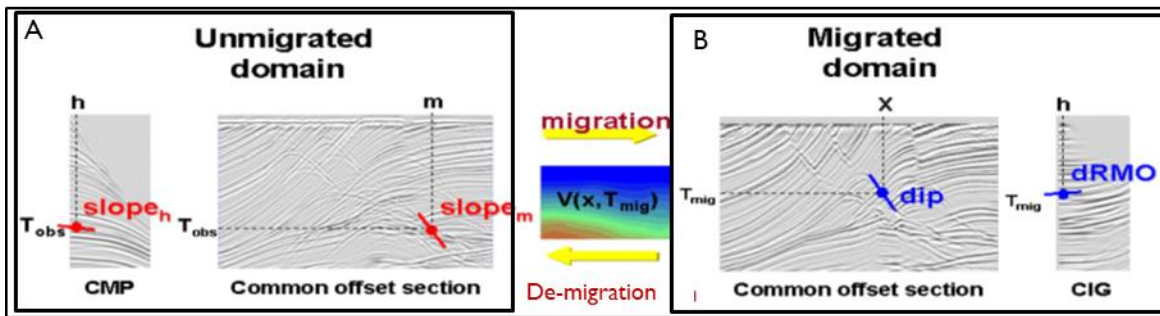 A
Unmigrated
domain
h
m
slope_h
slope_m
T_obs
T_obs
CMP
Common offset section
migration
V(x,T_mig)
De-migration
B
Migrated
domain
X
h
dip
dRMO
T_mig
T_mig
Common offset section
CIG